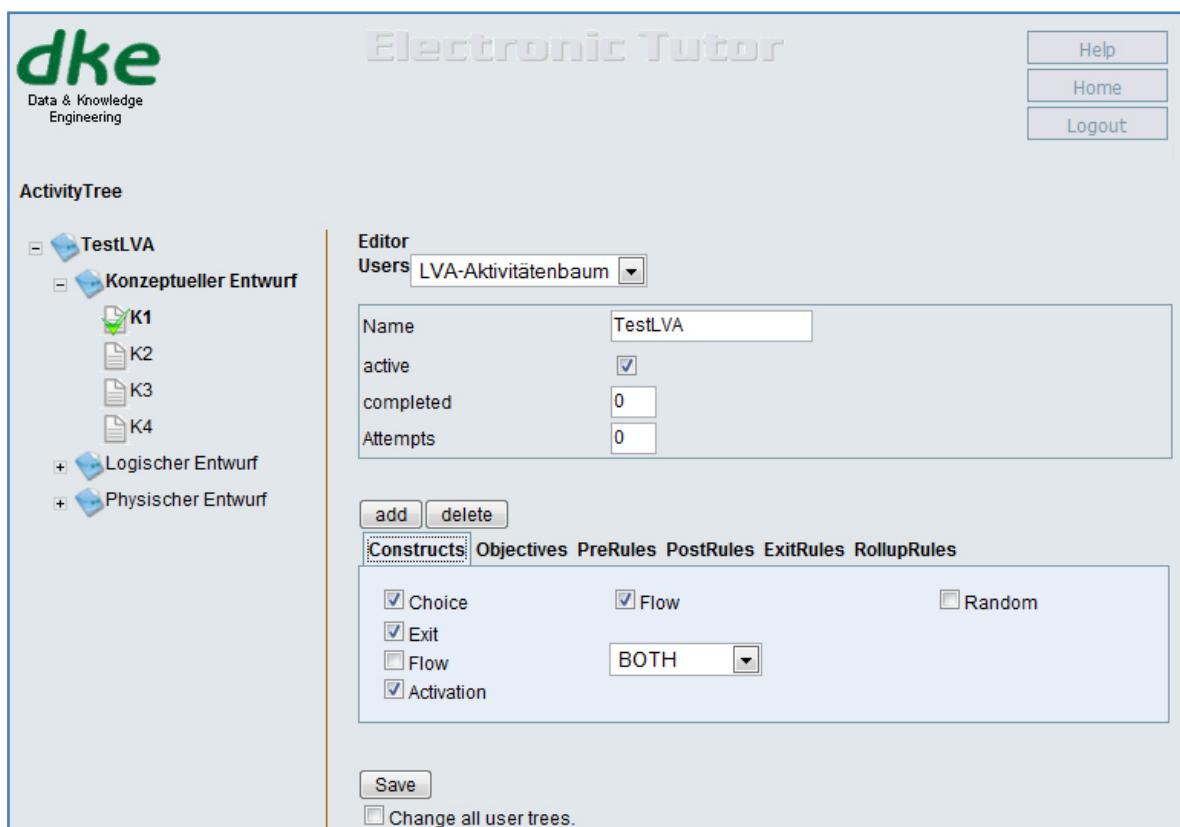 dke
Data & Knowledge
Engineering
Electronic Tutor
Help
Home
Logout
ActivityTree
TestLVA
Konzeptueller Entwurf
K1
K2
K3
K4
Logischer Entwurf
Physischer Entwurf
Editor
Users LVA-Aktivitätenbaum
Name TestLVA
active
completed 0
Attempts 0
add delete
Constructs Objectives PreRules PostRules ExitRules RollupRules
Choice Flow Random
Exit
Flow BOTH
Activation
Save
Change all user trees.